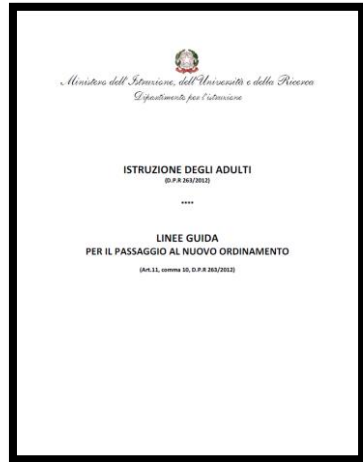 Ministero dell'Istruzione, dell'Università e della Ricerca
Dipartimento per l'istruzione
ISTRUZIONE DEGLI ADULTI
(D.P.R 263/2012)
****
LINEE GUIDA
PER IL PASSAGGIO AL NUOVO ORDINAMENTO
(Art.11, comma 10, D.P.R 263/2012)